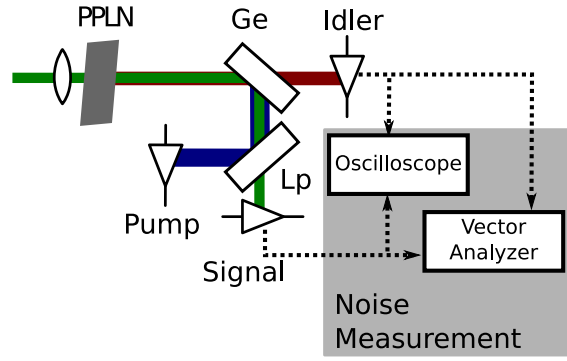 PPLN
Ge
Idler
Oscilloscope
Lp
Pump
Vector
Analyzer
Signal
Noise
Measurement